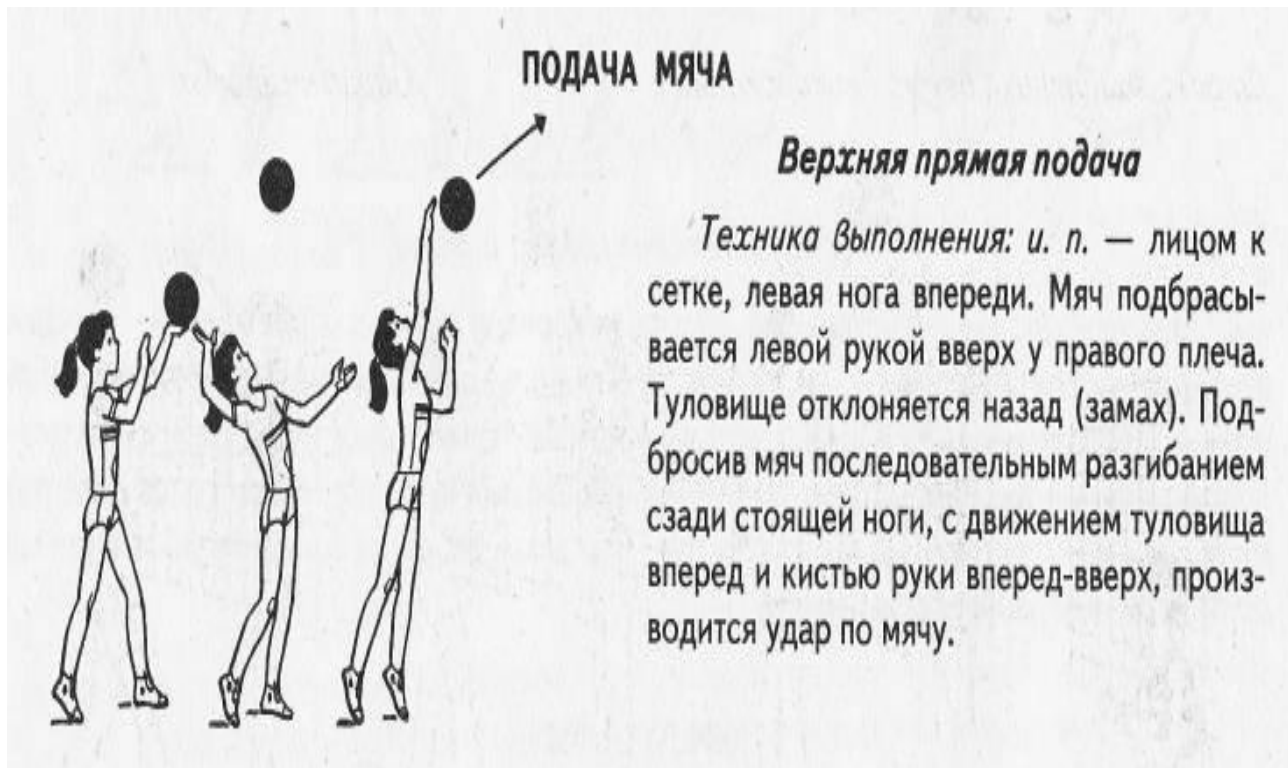 ПОДАЧА МЯЧА
Верхняя прямая подача
Техника выполнения: и. п. — лицом к
сетке, левая нога впереди. Мяч подбрасы-
вается левой рукой вверх у правого плеча.
Туловище отклоняется назад (замах). Под-
бросив мяч последовательным разгибанием
сзади стоящей ноги, с движением туловища
вперед и кистью руки вперед-вверх, произ-
водится удар по мячу.